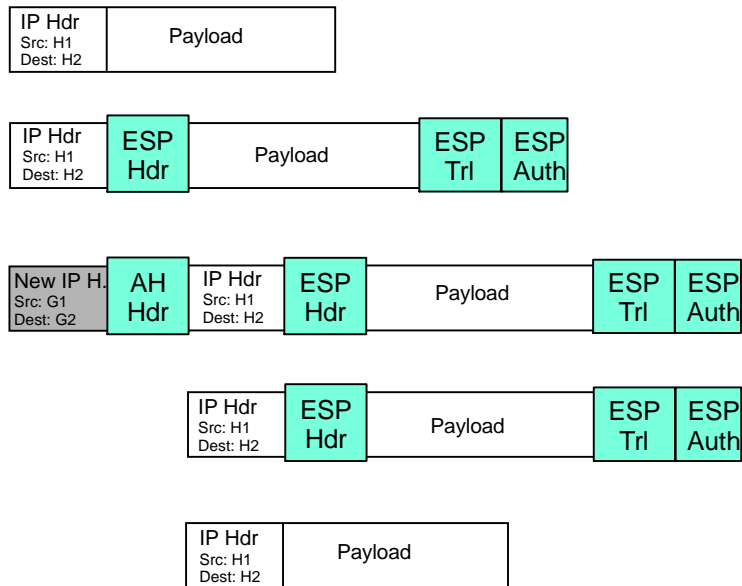 IP Hdr
Src: H1
Dest: H2
Payload
IP Hdr
Src: H1
Dest: H2
ESP
Hdr
Payload
ESP
Trl
ESP
Auth
New IP H.
Src: G1
Dest: G2
AH
Hdr
IP Hdr
Src: H1
Dest: H2
ESP
Hdr
Payload
ESP
Trl
ESP
Auth
IP Hdr
Src: H1
Dest: H2
ESP
Hdr
Payload
ESP
Trl
ESP
Auth
IP Hdr
Src: H1
Dest: H2
Payload